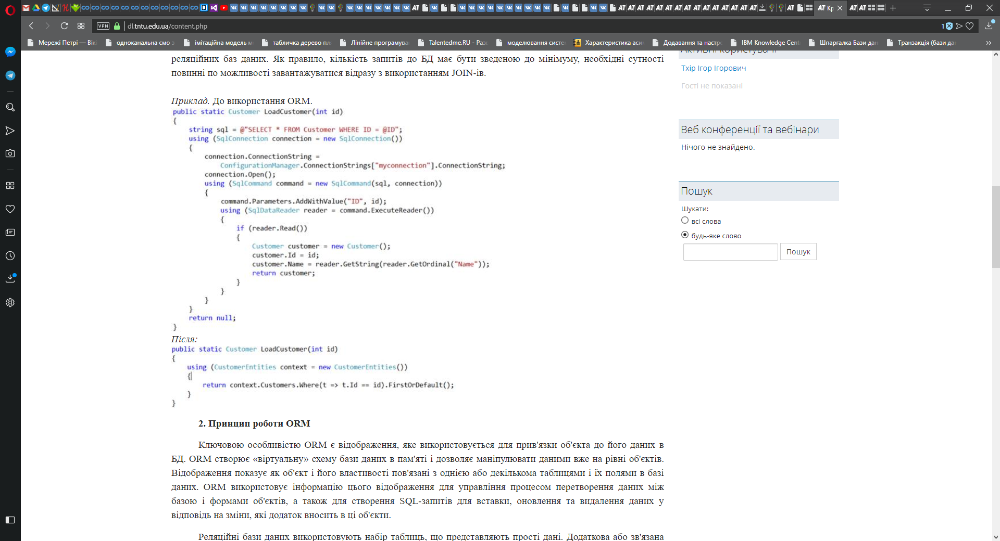 Кр
VPN
dl.tntu.edu.ua/content.php
1
Мережі Петрі — Вікі
одноканальна смо з
імітаційна модель м
табличка дерево пл
Лінійне програмува
Talentedme.RU - Разв
моделювання систе
Характеристика аси
Додавання та настро
IBM Knowledge Cent
Шпаргалка Бази дан
Транзакція (бази да
реляційних баз даних. Як правило, кількість запитів до БД має бути зведеною до мінімуму, необхідні сутності
повинні по можливості завантажуватися відразу з використанням JOIN-ів.
Приклад. До використання ORM.
public static Customer LoadCustomer(int id)
{
string sql = @"SELECT * FROM Customer WHERE ID = @ID";
using (SqlConnection connection = new SqlConnection())
{
connection.ConnectionString =
ConfigurationManager.ConnectionStrings["myconnection"].ConnectionString;
connection.Open();
using (SqlCommand command = new SqlCommand(sql, connection))
{
command.Parameters.AddWithValue("ID", id);
using (SqlDataReader reader = command.ExecuteReader())
{
if (reader.Read())
{
Customer customer = new Customer();
customer.Id = id;
customer.Name = reader.GetString(reader.GetOrdinal("Name"));
return customer;
}
}
}
}
return null;
}
Після:
public static Customer LoadCustomer(int id)
{
using (CustomerEntities context = new CustomerEntities())
{
return context.Customers.Where(t => t.Id == id).FirstOrDefault();
}
}
2. Принцип роботи ORM
Ключовою особливістю ORM є відображення, яке використовується для прив'язки об'єкта до його даних в
БД. ORM створює «віртуальну» схему бази даних в пам'яті і дозволяє маніпулювати даними вже на рівні об'єктів.
Відображення показує як об'єкт і його властивості пов'язані з однією або декількома таблицями і їх полями в базі
даних. ORM використовує інформацію цього відображення для управління процесом перетворення даних між
базою і формами об'єктів, а також для створення SQL-запитів для вставки, оновлення та видалення даних у
відповідь на зміни, які додаток вносить в ці об'єкти.
Реляційні бази даних використовують набір таблиць, що представляють прості дані. Додаткова або зв'язана
Активні користувачі
Тхір Ігор Ігорович
Гості не показані
Веб конференції та вебінари
Нічого не знайдено.
Пошук
Шукати:
всі слова
будь-яке слово
Пошук